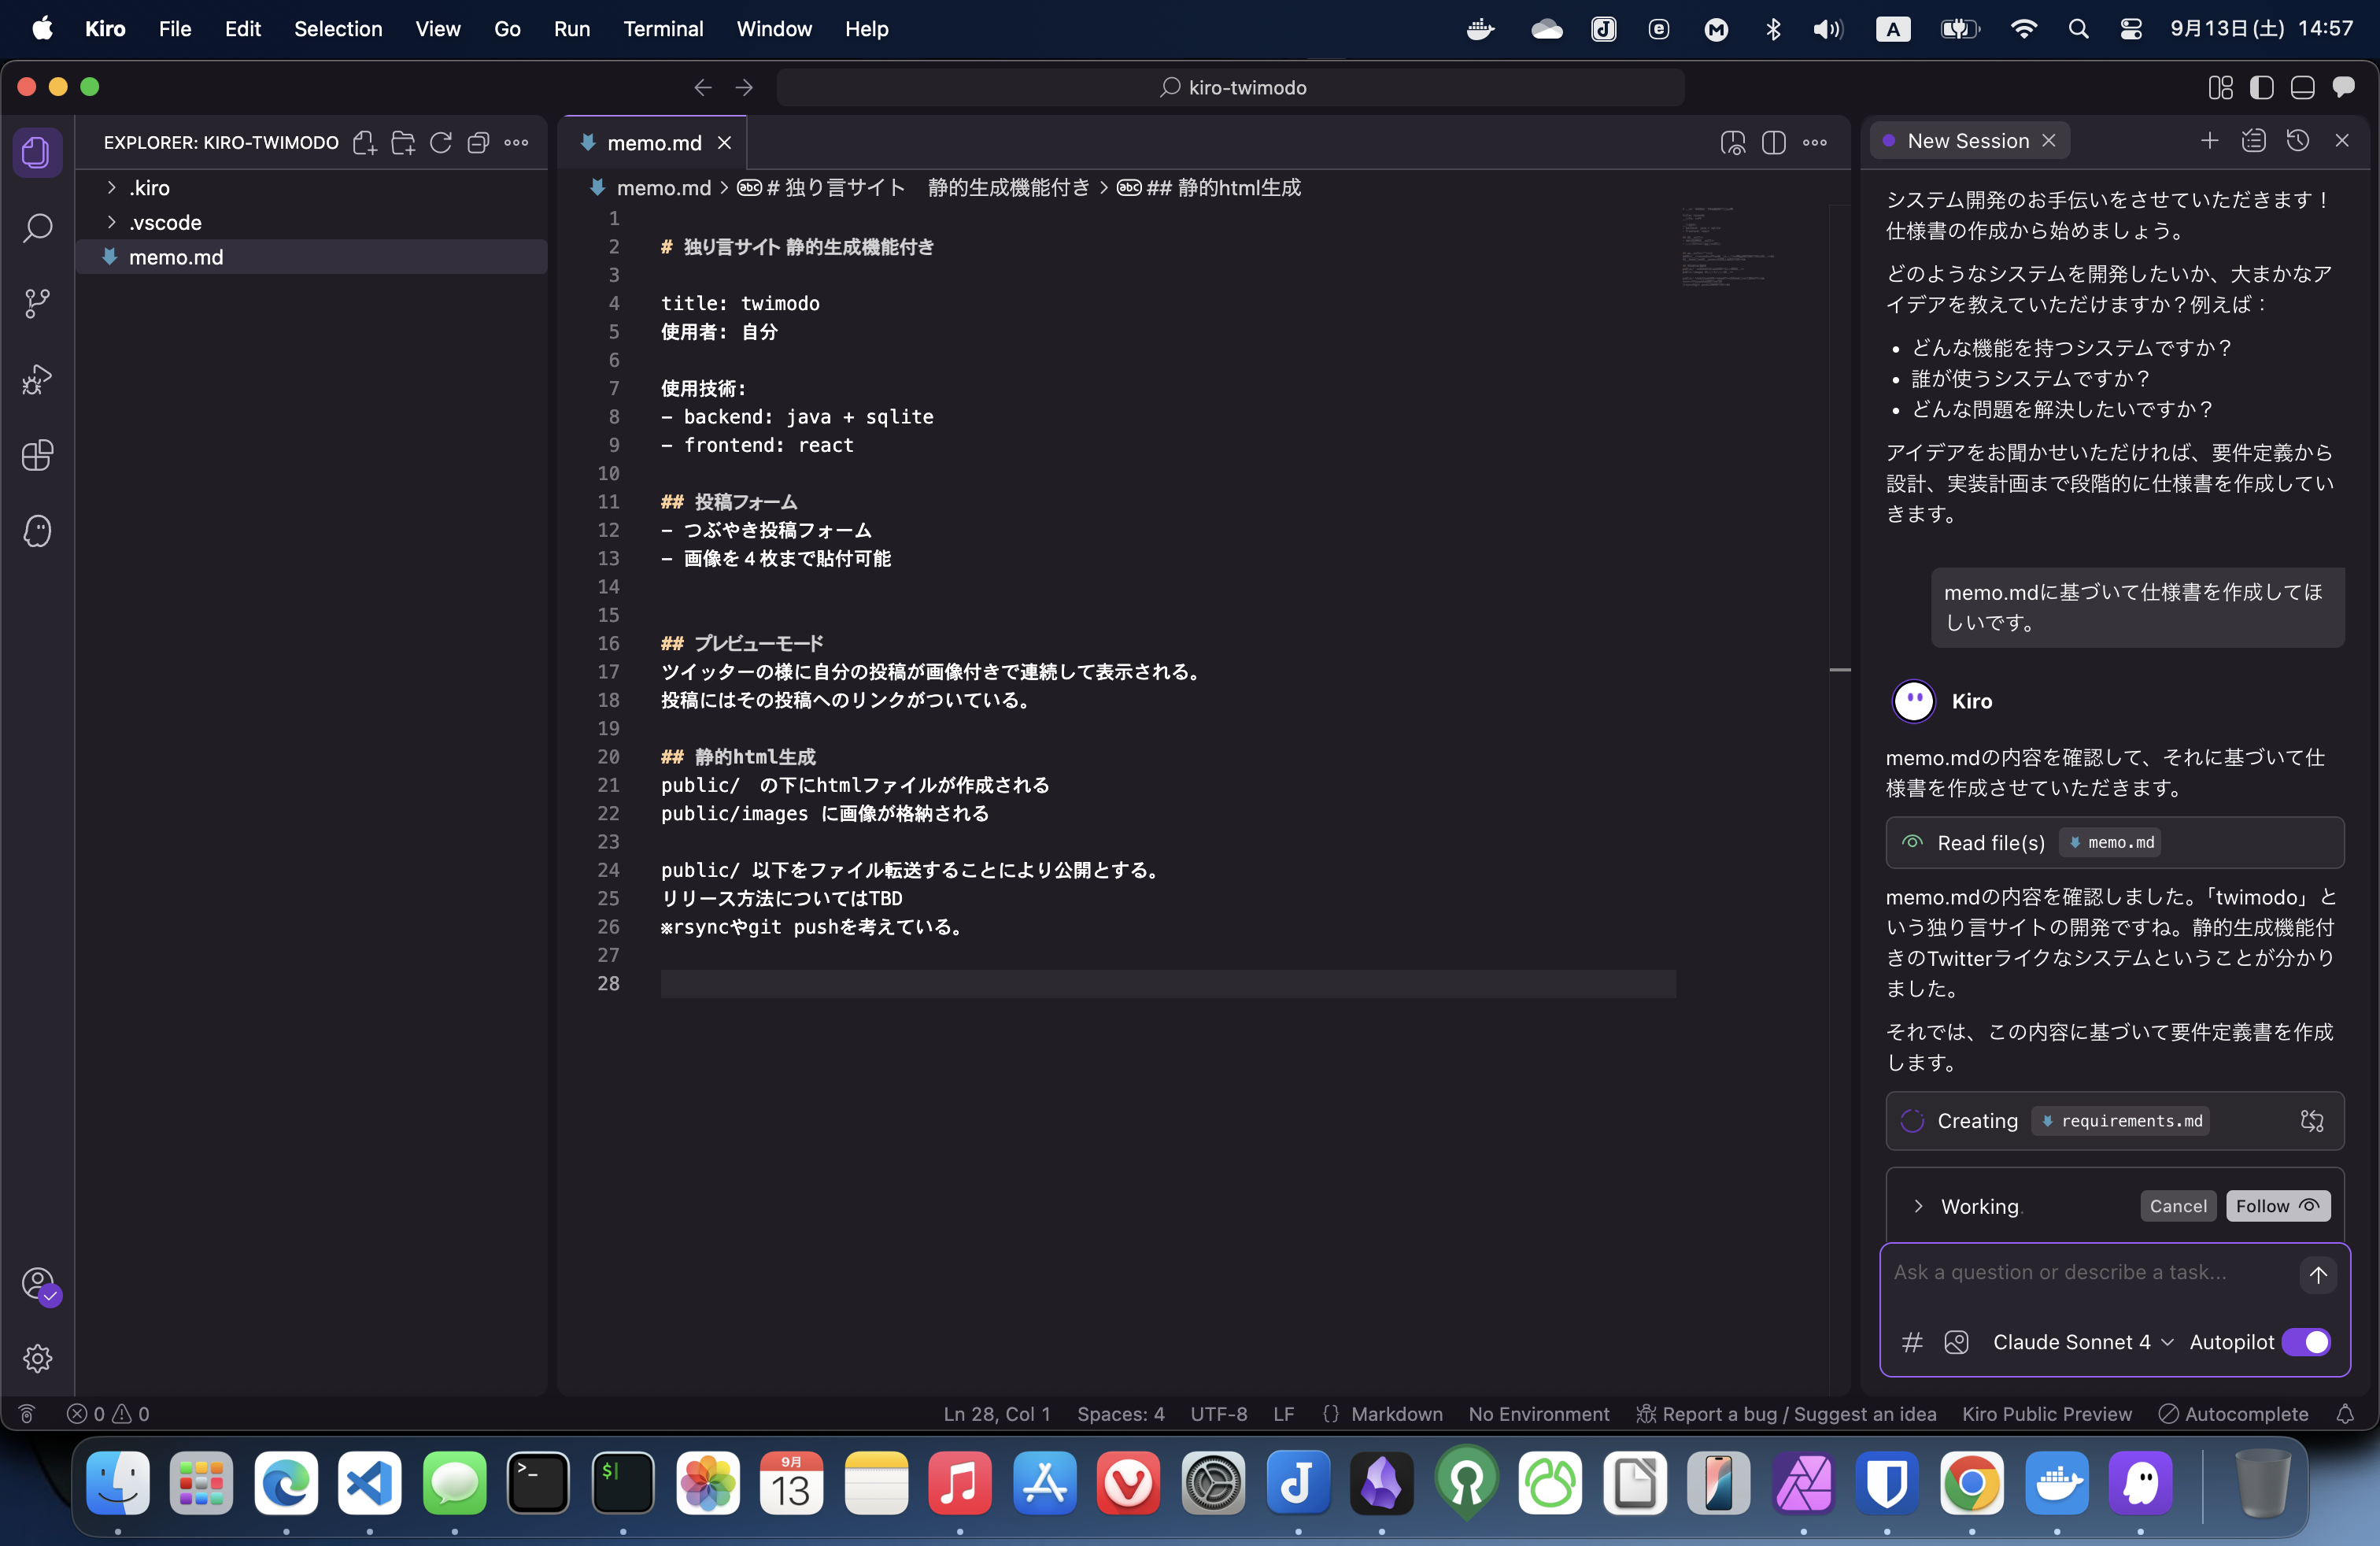 Kiro File Edit Selection View Go Run Terminal Window Help
A 9月13日(土) 14:57
kiro-twimodo
EXPLORER: KIRO-TWIMODO
.kiro
.vscode
memo.md
memo.md
memo.md > # 独り言サイト　静的生成機能付き > ## 静的html生成
1
2 # 独り言サイト 静的生成機能付き
3
4 title: twimodo
5 使用者: 自分
6
7 使用技術:
8 - backend: java + sqlite
9 - frontend: react
10
11 ## 投稿フォーム
12 - つぶやき投稿フォーム
13 - 画像を４枚まで貼付可能
14
15
16 ## プレビューモード
17 ツイッターの様に自分の投稿が画像付きで連続して表示される。
18 投稿にはその投稿へのリンクがついている。
19
20 ## 静的html生成
21 public/　の下にhtmlファイルが作成される
22 public/images に画像が格納される
23
24 public/ 以下をファイル転送することにより公開とする。
25 リリース方法についてはTBD
26 ※rsyncやgit pushを考えている。
27
28
New Session
システム開発のお手伝いをさせていただきます！
仕様書の作成から始めましょう。
どのようなシステムを開発したいか、大まかなア
イデアを教えていただけますか？例えば：
• どんな機能を持つシステムですか？
• 誰が使うシステムですか？
• どんな問題を解決したいですか？
アイデアをお聞かせいただければ、要件定義から
設計、実装計画まで段階的に仕様書を作成してい
きます。
memo.mdに基づいて仕様書を作成してほ
しいです。
Kiro
memo.mdの内容を確認して、それに基づいて仕
様書を作成させていただきます。
Read file(s) memo.md
memo.mdの内容を確認しました。「twimodo」と
いう独り言サイトの開発ですね。静的生成機能付
きのTwitterライクなシステムということが分かり
ました。
それでは、この内容に基づいて要件定義書を作成
します。
Creating requirements.md
Working. Cancel Follow
Ask a question or describe a task...
# Claude Sonnet 4 Autopilot
0 0 Ln 28, Col 1 Spaces: 4 UTF-8 LF {} Markdown No Environment Report a bug / Suggest an idea Kiro Public Preview Autocomplete
9月
13